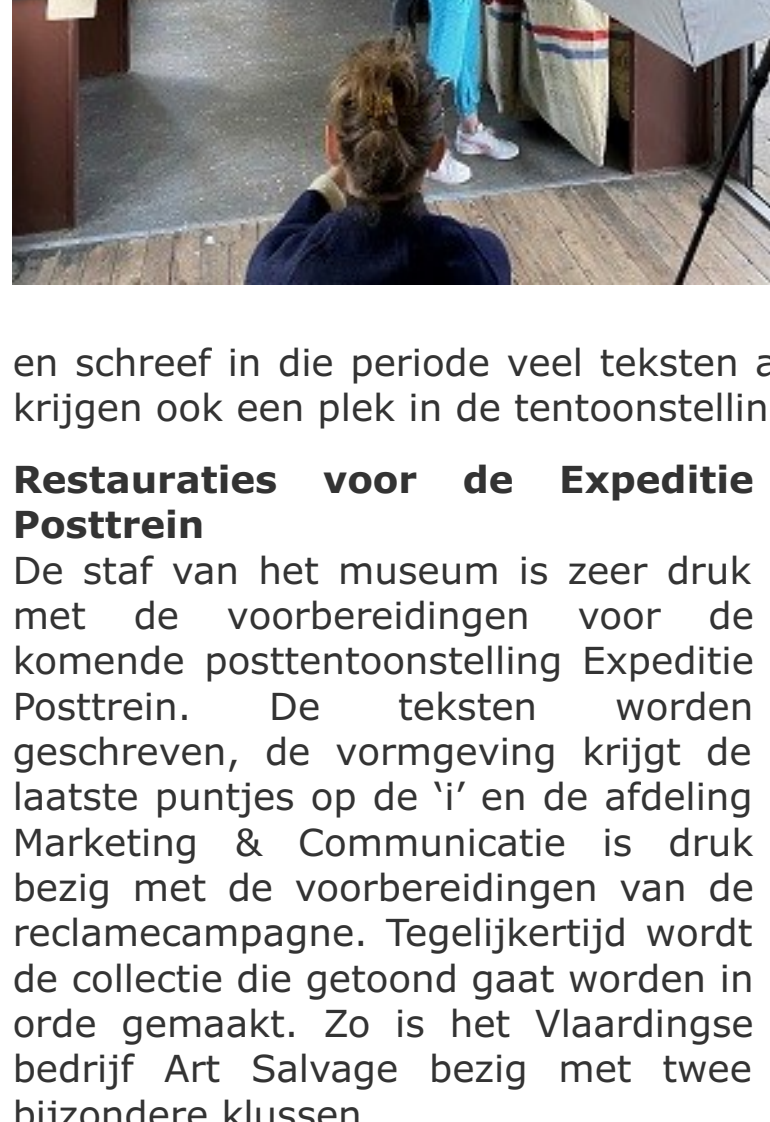 en schreef in die periode veel teksten
krijgen ook een plek in de
Restauraties voor de Expeditie
Posttrein
De staf van het museum is zeer druk
met de voorbereidingen voor de
komende posttentoonstelling Expeditie
Posttrein. De teksten worden
geschreven, de vormgeving krijgt de
laatste puntjes op de ‘i’ en de afdeling
Marketing & Communicatie is druk
bezig met de voorbereidingen van de
reclamecampagne. Tegelijkertijd wordt
de collectie die getoond gaat worden in
orde gemaakt. Zo is het Vlaardingse
bedrijf Art Salvage bezig met twee
bijzondere klussen